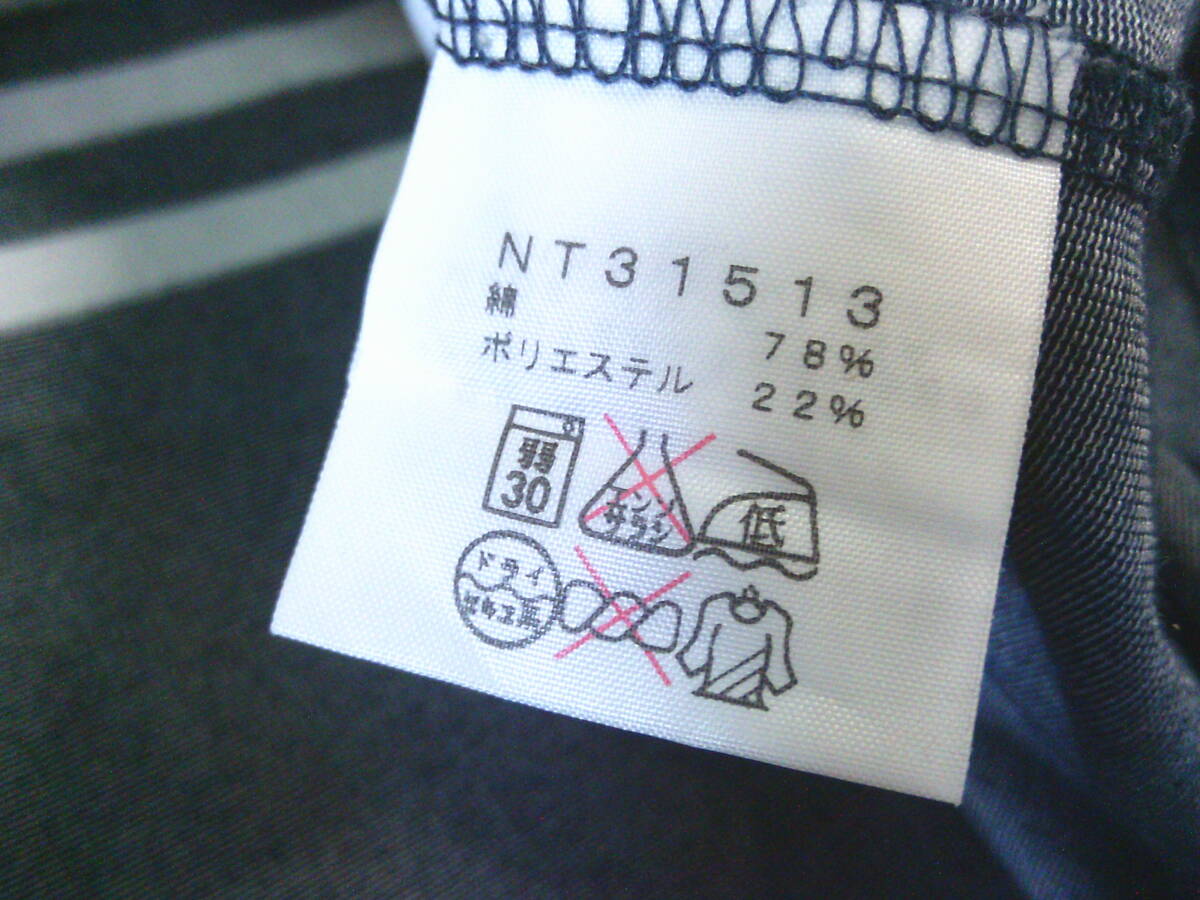 NT31513
綿 78%
ポリエステル 22%
弱
30
エンソ
サラシ
低
ドライ
セキユ系